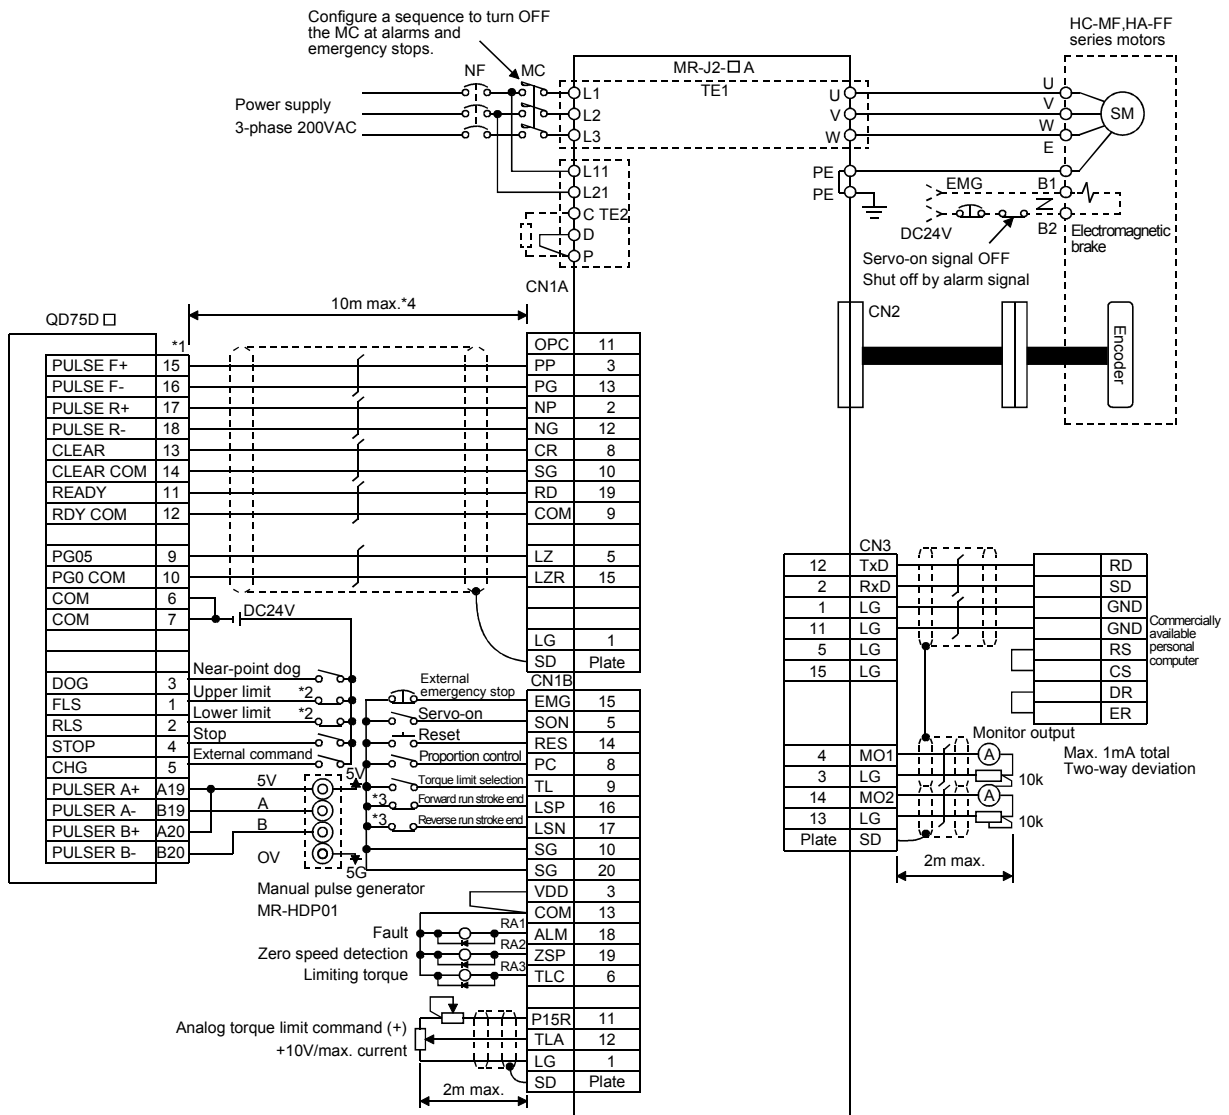 Configure a sequence to turn OFF
the MC at alarms and
emergency stops.
HC-MF,HA-FF
series motors
NF MC
MR-J2-□ A
TE1
Power supply
3-phase 200VAC
L1
L2
L3
U
V
W
U
V
W
E
SM
L11
L21
C TE2
D
P
PE
PE
EMG
B1
B2
DC24V
Electromagnetic
brake
Servo-on signal OFF
Shut off by alarm signal
CN1A
10m max.*4
QD75D □
*1
PULSE F+ 15
PULSE F- 16
PULSE R+ 17
PULSE R- 18
CLEAR 13
CLEAR COM 14
READY 11
RDY COM 12
PG05 9
PG0 COM 10
COM 6
COM 7
DC24V
DOG 3
FLS 1
RLS 2
STOP 4
CHG 5
PULSER A+ A19
PULSER A- B19
PULSER B+ A20
PULSER B- B20
Near-point dog
Upper limit *2
Lower limit *2
Stop
External command
5V
A
B
OV
5V
5G
Manual pulse generator
MR-HDP01
OPC 11
PP 3
PG 13
NP 2
NG 12
CR 8
SG 10
RD 19
COM 9
LZ 5
LZR 15
LG 1
SD Plate
CN1B
External
emergency stop
Servo-on
Reset
Proportion control
Torque limit selection
*3 Forward run stroke end
*3 Reverse run stroke end
EMG 15
SON 5
RES 14
PC 8
TL 9
LSP 16
LSN 17
SG 10
SG 20
VDD 3
COM 13
ALM 18
ZSP 19
TLC 6
Fault RA1
Zero speed detection RA2
Limiting torque RA3
P15R 11
TLA 12
LG 1
SD Plate
Analog torque limit command (+)
+10V/max. current
2m max.
CN2
Encoder
CN3
12 TxD
2 RxD
1 LG
11 LG
5 LG
15 LG
4 MO1
3 LG
14 MO2
13 LG
Plate SD
RD
SD
GND
GND
RS
CS
DR
ER
Commercially
available
personal
computer
Monitor output
A
10k
A
10k
Max. 1mA total
Two-way deviation
2m max.